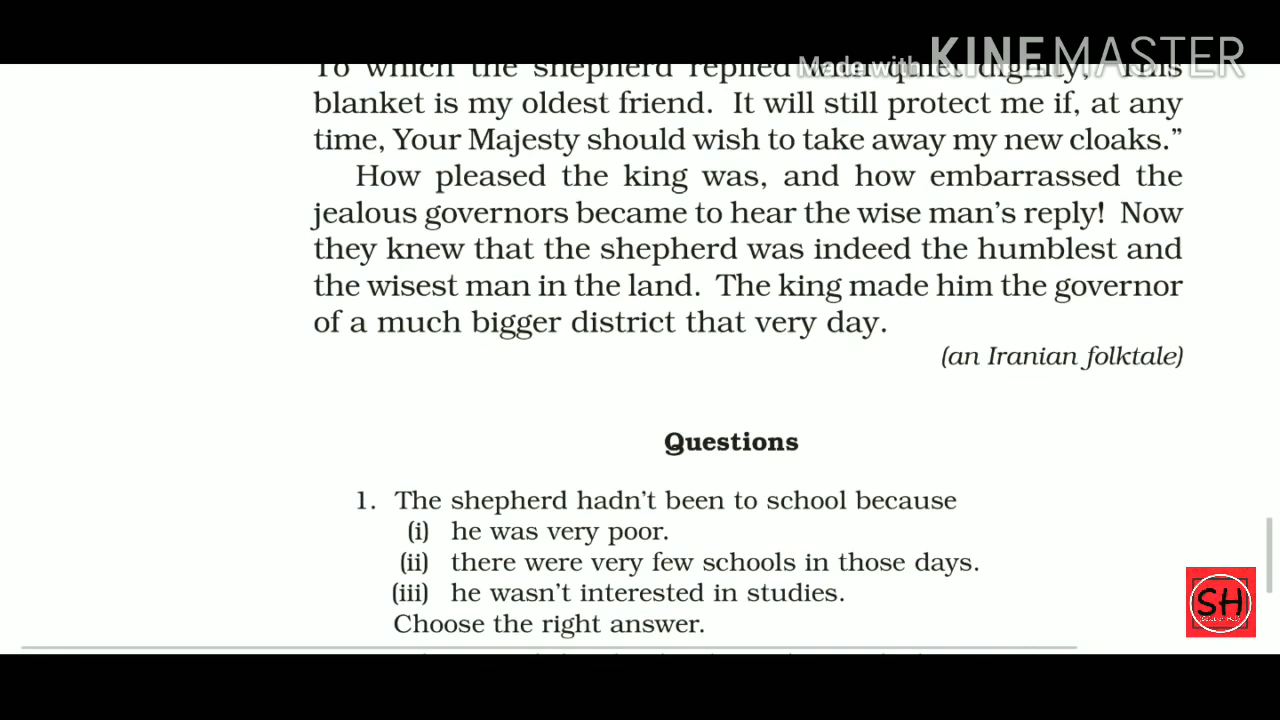 Made with KINEMASTER
To which the shepherd replied with quiet dignity, "This
blanket is my oldest friend. It will still protect me if, at any
time, Your Majesty should wish to take away my new cloaks.”
How pleased the king was, and how embarrassed the
jealous governors became to hear the wise man’s reply! Now
they knew that the shepherd was indeed the humblest and
the wisest man in the land. The king made him the governor
of a much bigger district that very day.
(an Iranian folktale)
Questions
1. The shepherd hadn’t been to school because
(i) he was very poor.
(ii) there were very few schools in those days.
(iii) he wasn’t interested in studies.
Choose the right answer.
SH